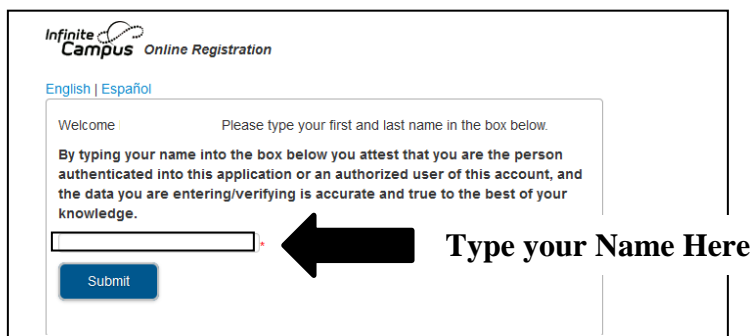 Infinite
Campus Online Registration
English | Español
Welcome Please type your first and last name in the box below.
By typing your name into the box below you attest that you are the person
authenticated into this application or an authorized user of this account, and
the data you are entering/verifying is accurate and true to the best of your
knowledge.
*
Type your Name Here
Submit